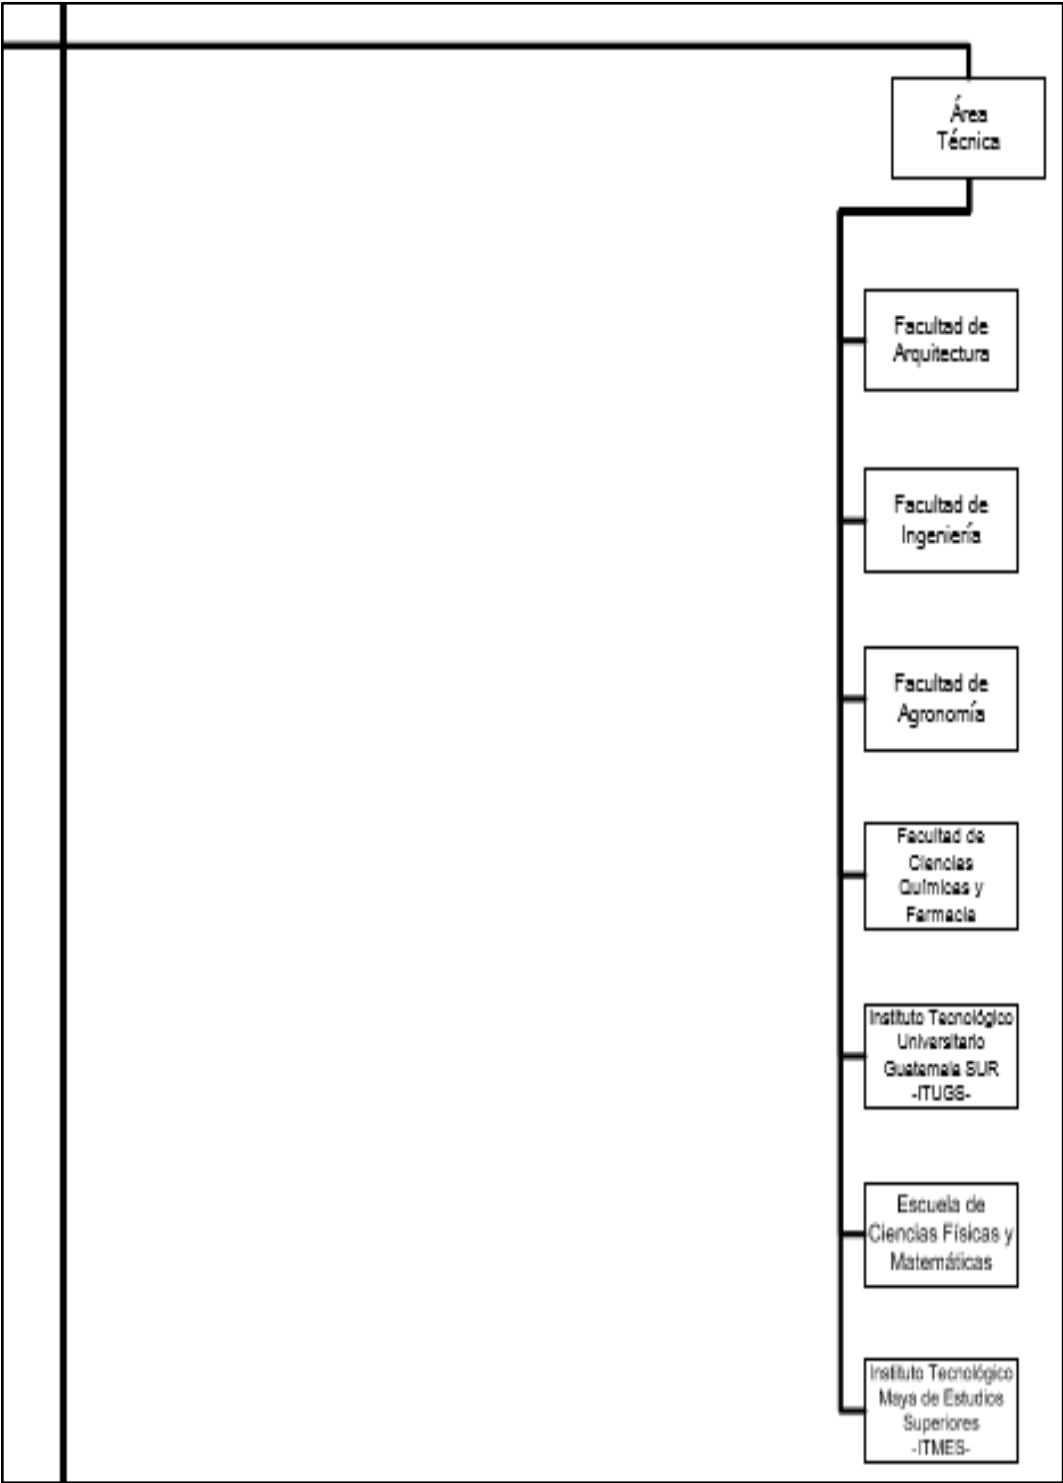 Área
Técnica
Facultad de
Arquitectura
Facultad de
Ingeniería
Facultad de
Agronomía
Facultad de
Ciencias
Químicas y
Farmacia
Instituto Tecnológico
Universitario
Guatemala SUR
-ITUGS-
Escuela de
Ciencias Físicas y
Matemáticas
Instituto Tecnológico
Maya de Estudios
Superiores
-ITMES-